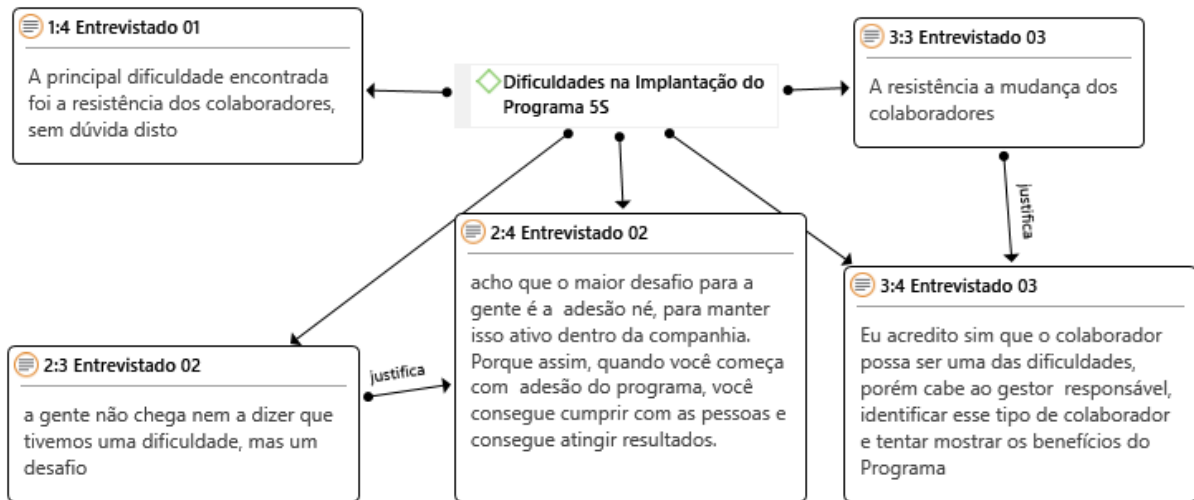 1:4 Entrevistado 01
A principal dificuldade encontrada
foi a resistência dos colaboradores,
sem dúvida disto
Dificuldades na Implantação do
Programa 5S
3:3 Entrevistado 03
A resistência a mudança dos
colaboradores
justifica
2:4 Entrevistado 02
acho que o maior desafio para a
gente é a  adesão né, para manter
isso ativo dentro da companhia.
Porque assim, quando você começa
com  adesão do programa, você
consegue cumprir com as pessoas e
consegue atingir resultados.
3:4 Entrevistado 03
Eu acredito sim que o colaborador
possa ser uma das dificuldades,
porém cabe ao gestor  responsável,
identificar esse tipo de colaborador
e tentar mostrar os benefícios do
Programa
2:3 Entrevistado 02
a gente não chega nem a dizer que
tivemos uma dificuldade, mas um
desafio
justifica